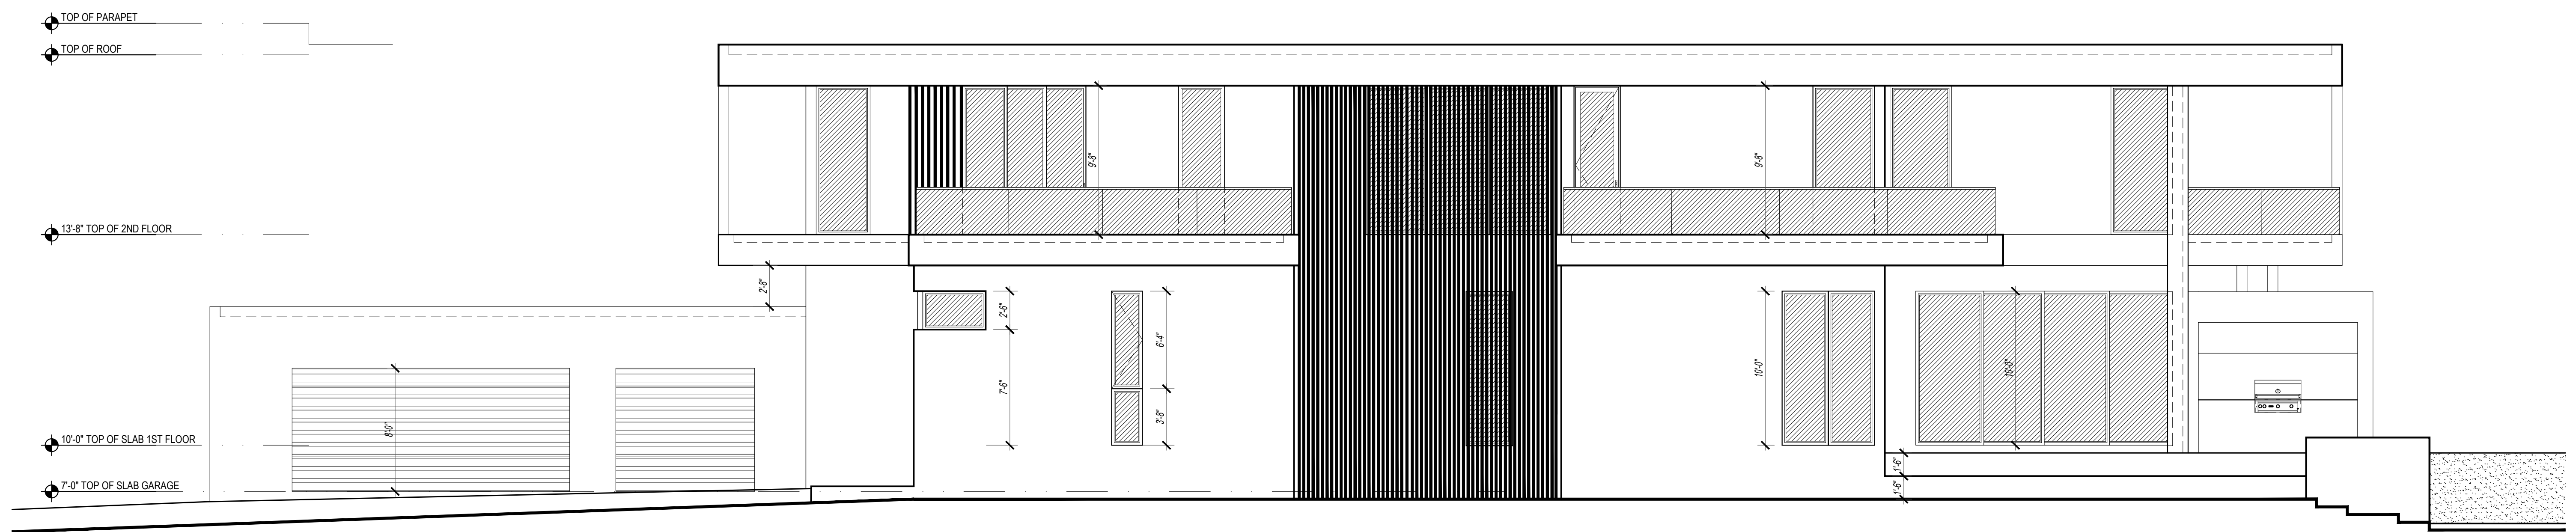 TOP OF PARAPET
TOP OF ROOF
9'-8"
9'-8"
13'-8" TOP OF 2ND FLOOR
2'-8"
2'-6"
6'-4"
7'-6"
10'-0"
10'-0"
3'-8"
8'-0"
10'-0" TOP OF SLAB 1ST FLOOR
1'-6"
7'-0" TOP OF SLAB GARAGE
1'-6"